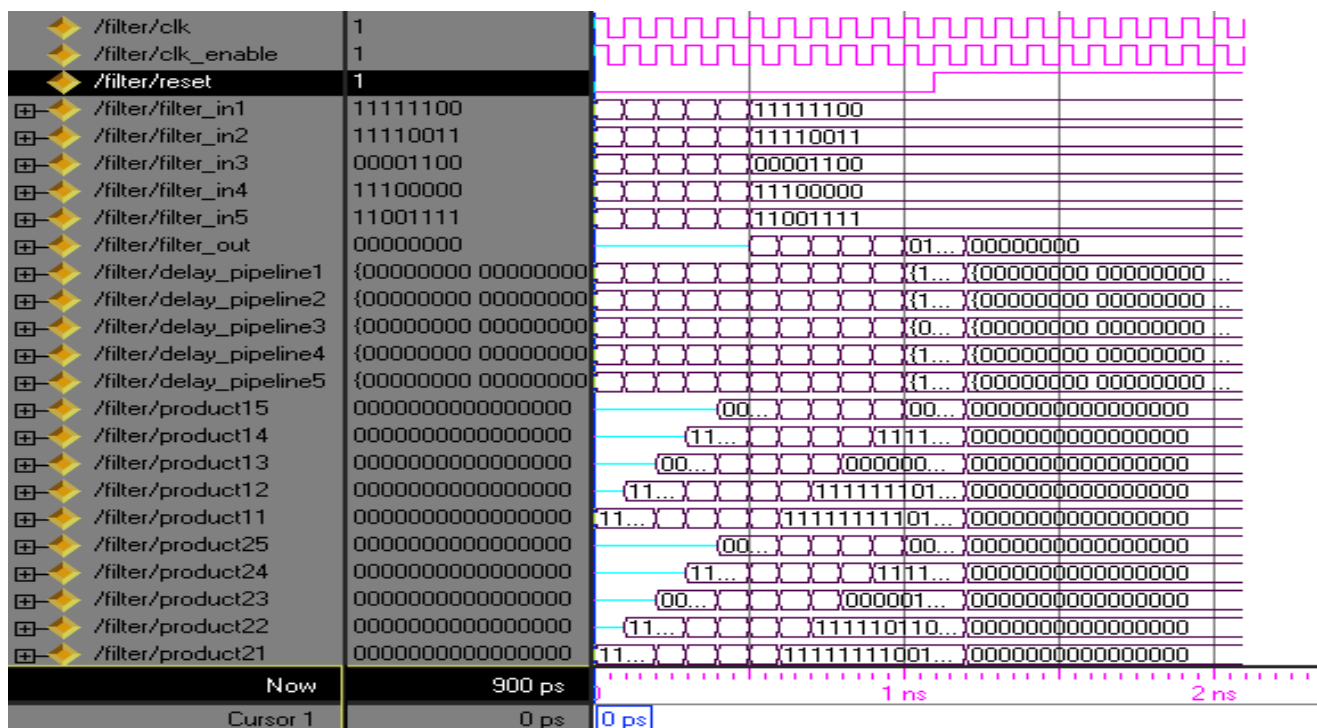 /filter/clk 1
/filter/clk_enable 1
/filter/reset 1
/filter/filter_in1 11111100 11111100
/filter/filter_in2 11110011 11110011
/filter/filter_in3 00001100 00001100
/filter/filter_in4 11100000 11100000
/filter/filter_in5 11001111 11001111
/filter/filter_out 00000000 01... 00000000
/filter/delay_pipeline1 {00000000 00000000 {1... {00000000 00000000 ...
/filter/delay_pipeline2 {00000000 00000000 {1... {00000000 00000000 ...
/filter/delay_pipeline3 {00000000 00000000 {0... {00000000 00000000 ...
/filter/delay_pipeline4 {00000000 00000000 {1... {00000000 00000000 ...
/filter/delay_pipeline5 {00000000 00000000 {1... {00000000 00000000 ...
/filter/product15 0000000000000000 00... 00... 0000000000000000
/filter/product14 0000000000000000 11... 1111... 0000000000000000
/filter/product13 0000000000000000 00... 000000... 0000000000000000
/filter/product12 0000000000000000 11... 111111101... 0000000000000000
/filter/product11 0000000000000000 11... 11111111101... 0000000000000000
/filter/product25 0000000000000000 00... 00... 0000000000000000
/filter/product24 0000000000000000 11... 1111... 0000000000000000
/filter/product23 0000000000000000 00... 000001... 0000000000000000
/filter/product22 0000000000000000 11... 111110110... 0000000000000000
/filter/product21 0000000000000000 11... 11111111001... 0000000000000000
Now 900 ps 1 ns 2 ns
Cursor 1 0 ps 0 ps